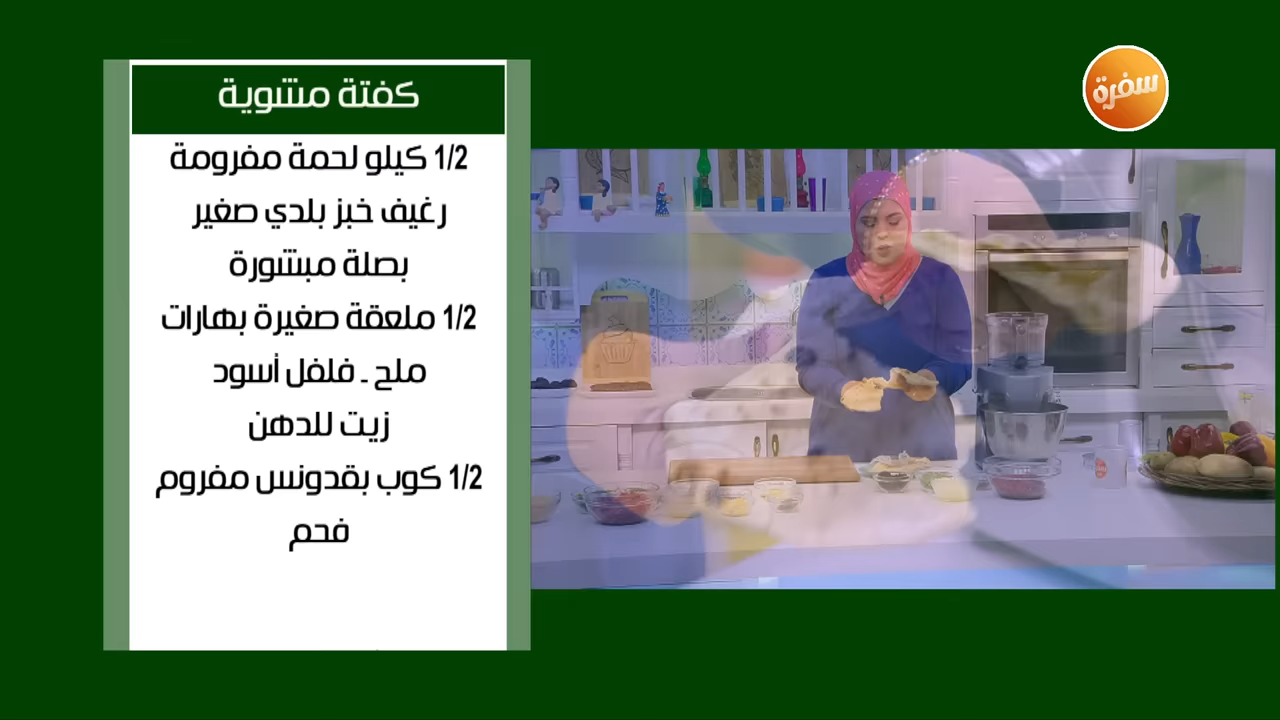 كفتة مشوية
1/2 كيلو لحمة مفرومة
رغيف خبز بلدي صغير
بصلة مبشورة
1/2 ملعقة صغيرة بهارات
ملح - فلفل أسود
زيت للدهن
1/2 كوب بقدونس مفروم
فحم
سفرة